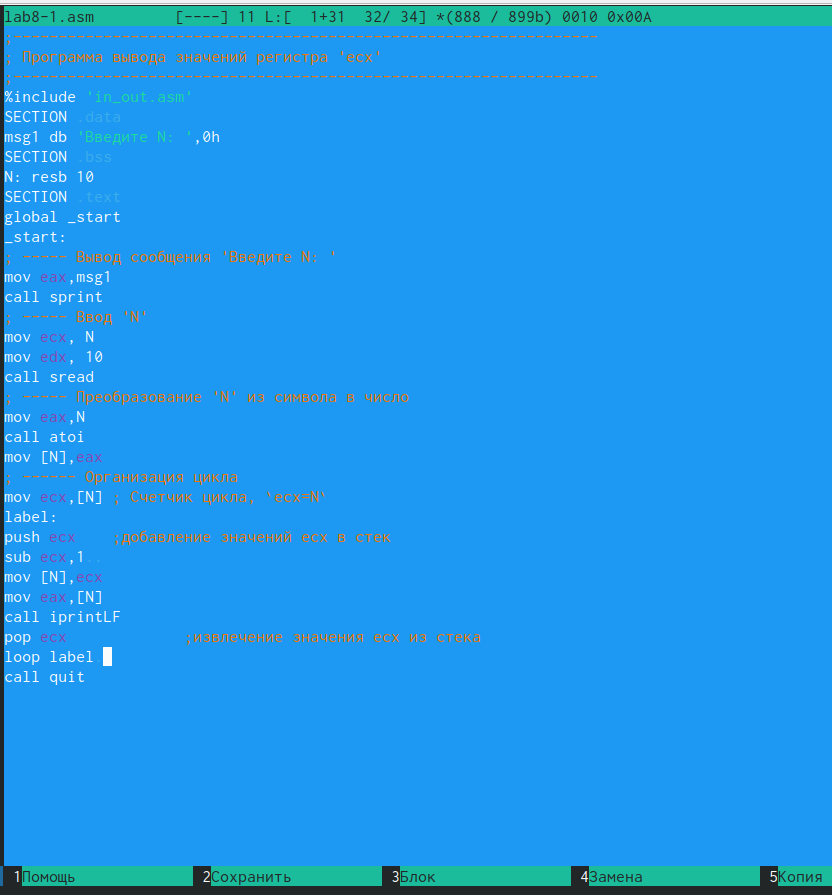 lab8-1.asm [----] 11 L:[ 1+31 32/ 34] *(888 / 899b) 0010 0x00A
;-----------------------------------------------------------------
; Программа вывода значений регистра 'ecx'
;-----------------------------------------------------------------
%include 'in_out.asm'
SECTION .data
msg1 db 'Введите N: ',0h
SECTION .bss
N: resb 10
SECTION .text
global _start
_start:
; ----- Вывод сообщения 'Введите N: '
mov eax,msg1
call sprint
; ----- Ввод 'N'
mov ecx, N
mov edx, 10
call sread
; ----- Преобразование 'N' из символа в число
mov eax,N
call atoi
mov [N],eax
; ------ Организация цикла
mov ecx,[N] ; Счетчик цикла, `ecx=N`
label:
push ecx ;добавление значений ecx в стек
sub ecx,1..
mov [N],ecx
mov eax,[N]
call iprintLF
pop ecx ;извлечение значения ecx из стека
loop label
call quit
1Помощь 2Сохранить 3Блок 4Замена 5Копия